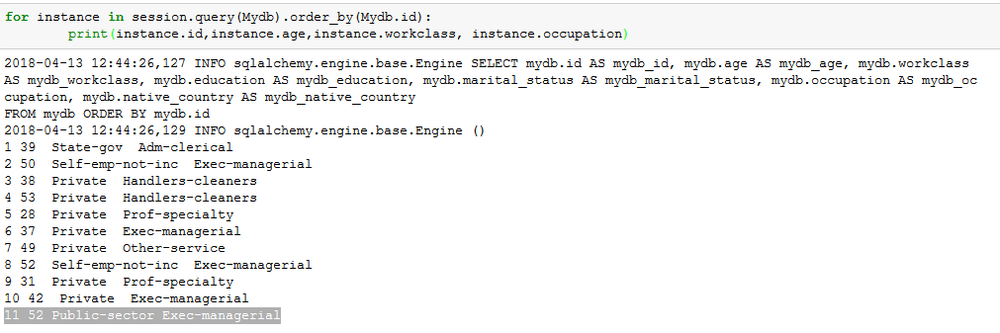 for instance in session.query(Mydb).order_by(Mydb.id):
        print(instance.id,instance.age,instance.workclass, instance.occupation)
2018-04-13 12:44:26,127 INFO sqlalchemy.engine.base.Engine SELECT mydb.id AS mydb_id, mydb.age AS mydb_age, mydb.workclass
AS mydb_workclass, mydb.education AS mydb_education, mydb.marital_status AS mydb_marital_status, mydb.occupation AS mydb_oc
cupation, mydb.native_country AS mydb_native_country
FROM mydb ORDER BY mydb.id
2018-04-13 12:44:26,129 INFO sqlalchemy.engine.base.Engine ()
1 39  State-gov  Adm-clerical
2 50  Self-emp-not-inc  Exec-managerial
3 38  Private  Handlers-cleaners
4 53  Private  Handlers-cleaners
5 28  Private  Prof-specialty
6 37  Private  Exec-managerial
7 49  Private  Other-service
8 52  Self-emp-not-inc  Exec-managerial
9 31  Private  Prof-specialty
10 42  Private  Exec-managerial
11 52 Public-sector Exec-managerial